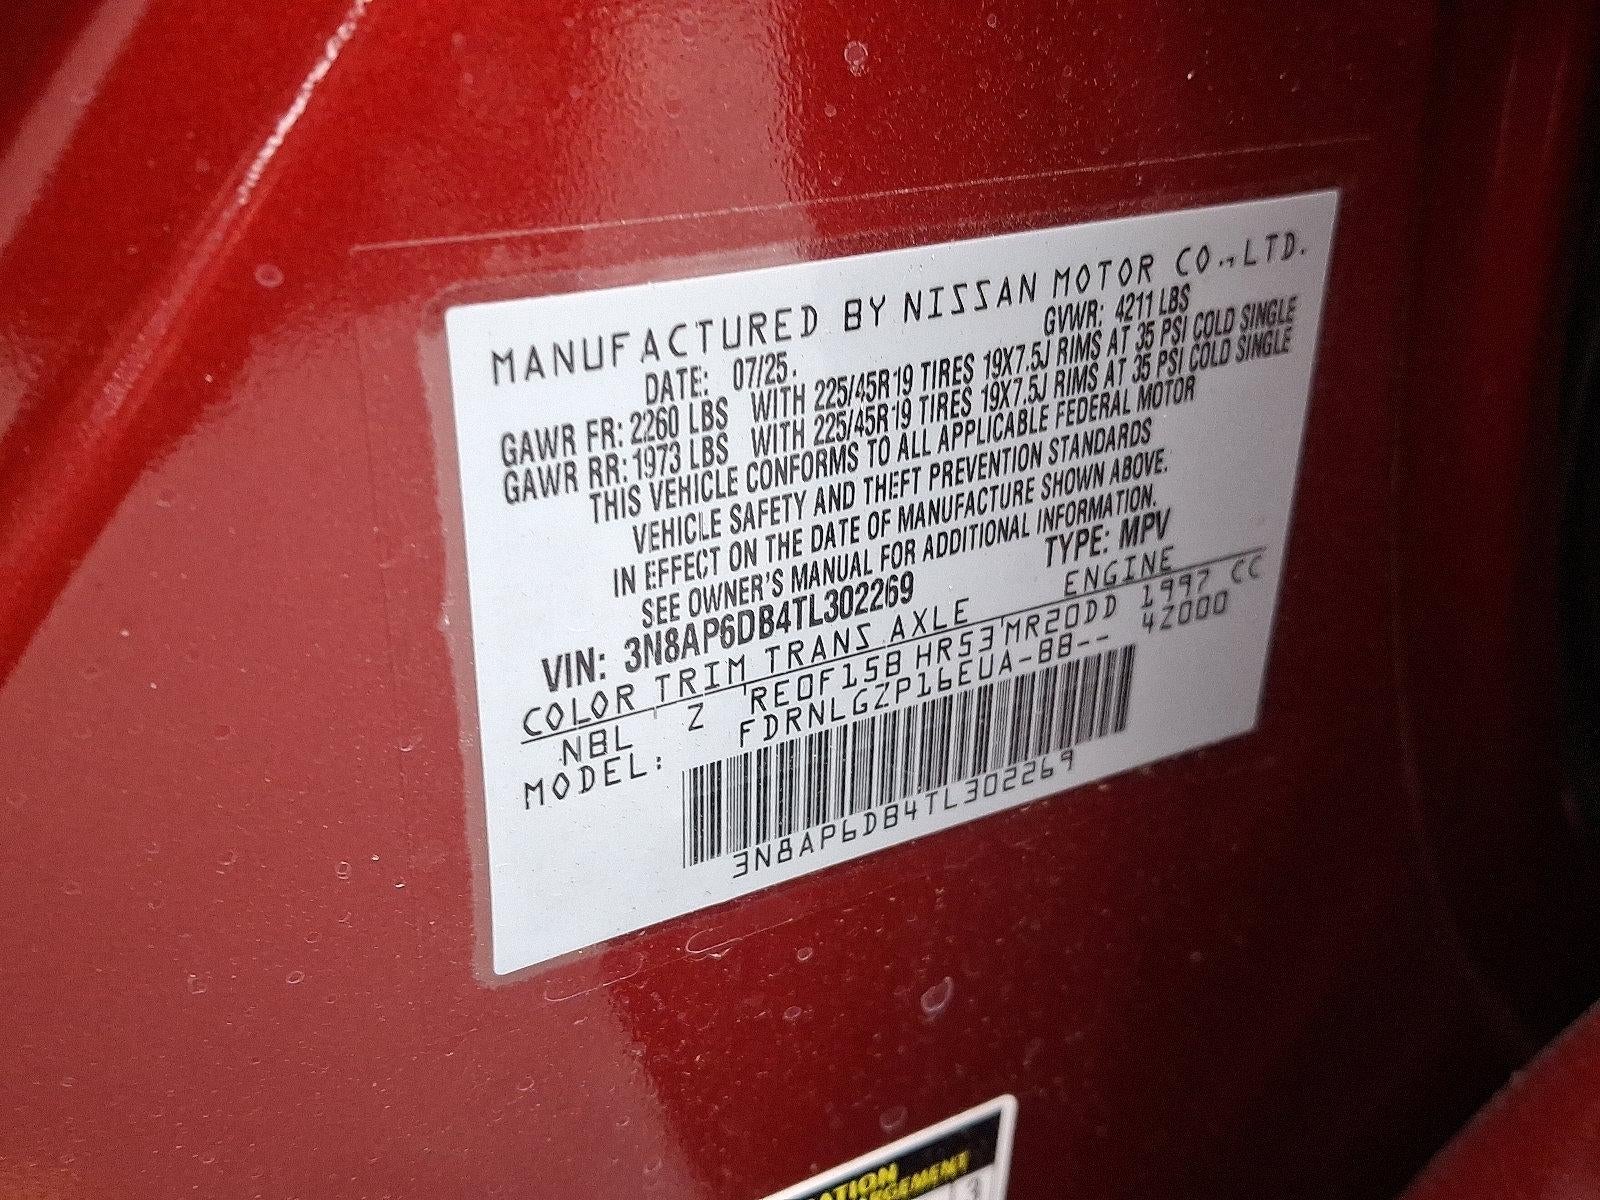 MANUFACTURED BY NISSAN MOTOR CO.,LTD.
DATE: 07/25. GVWR: 4211 LBS
GAWR FR: 2260 LBS WITH 225/45R19 TIRES 19X7.5J RIMS AT 35 PSI COLD SINGLE
GAWR RR: 1973 LBS WITH 225/45R19 TIRES 19X7.5J RIMS AT 35 PSI COLD SINGLE
THIS VEHICLE CONFORMS TO ALL APPLICABLE FEDERAL MOTOR
VEHICLE SAFETY AND THEFT PREVENTION STANDARDS
IN EFFECT ON THE DATE OF MANUFACTURE SHOWN ABOVE.
SEE OWNER'S MANUAL FOR ADDITIONAL INFORMATION.
VIN: 3N8AP6DB4TL302269 TYPE: MPV
COLOR TRIM TRANS AXLE ENGINE
NBL Z RE0F15B HR53 MR20DD 1997 CC
MODEL: FDRNLGZP16EUA-BB-- 4Z000
3N8AP6DB4TL302269